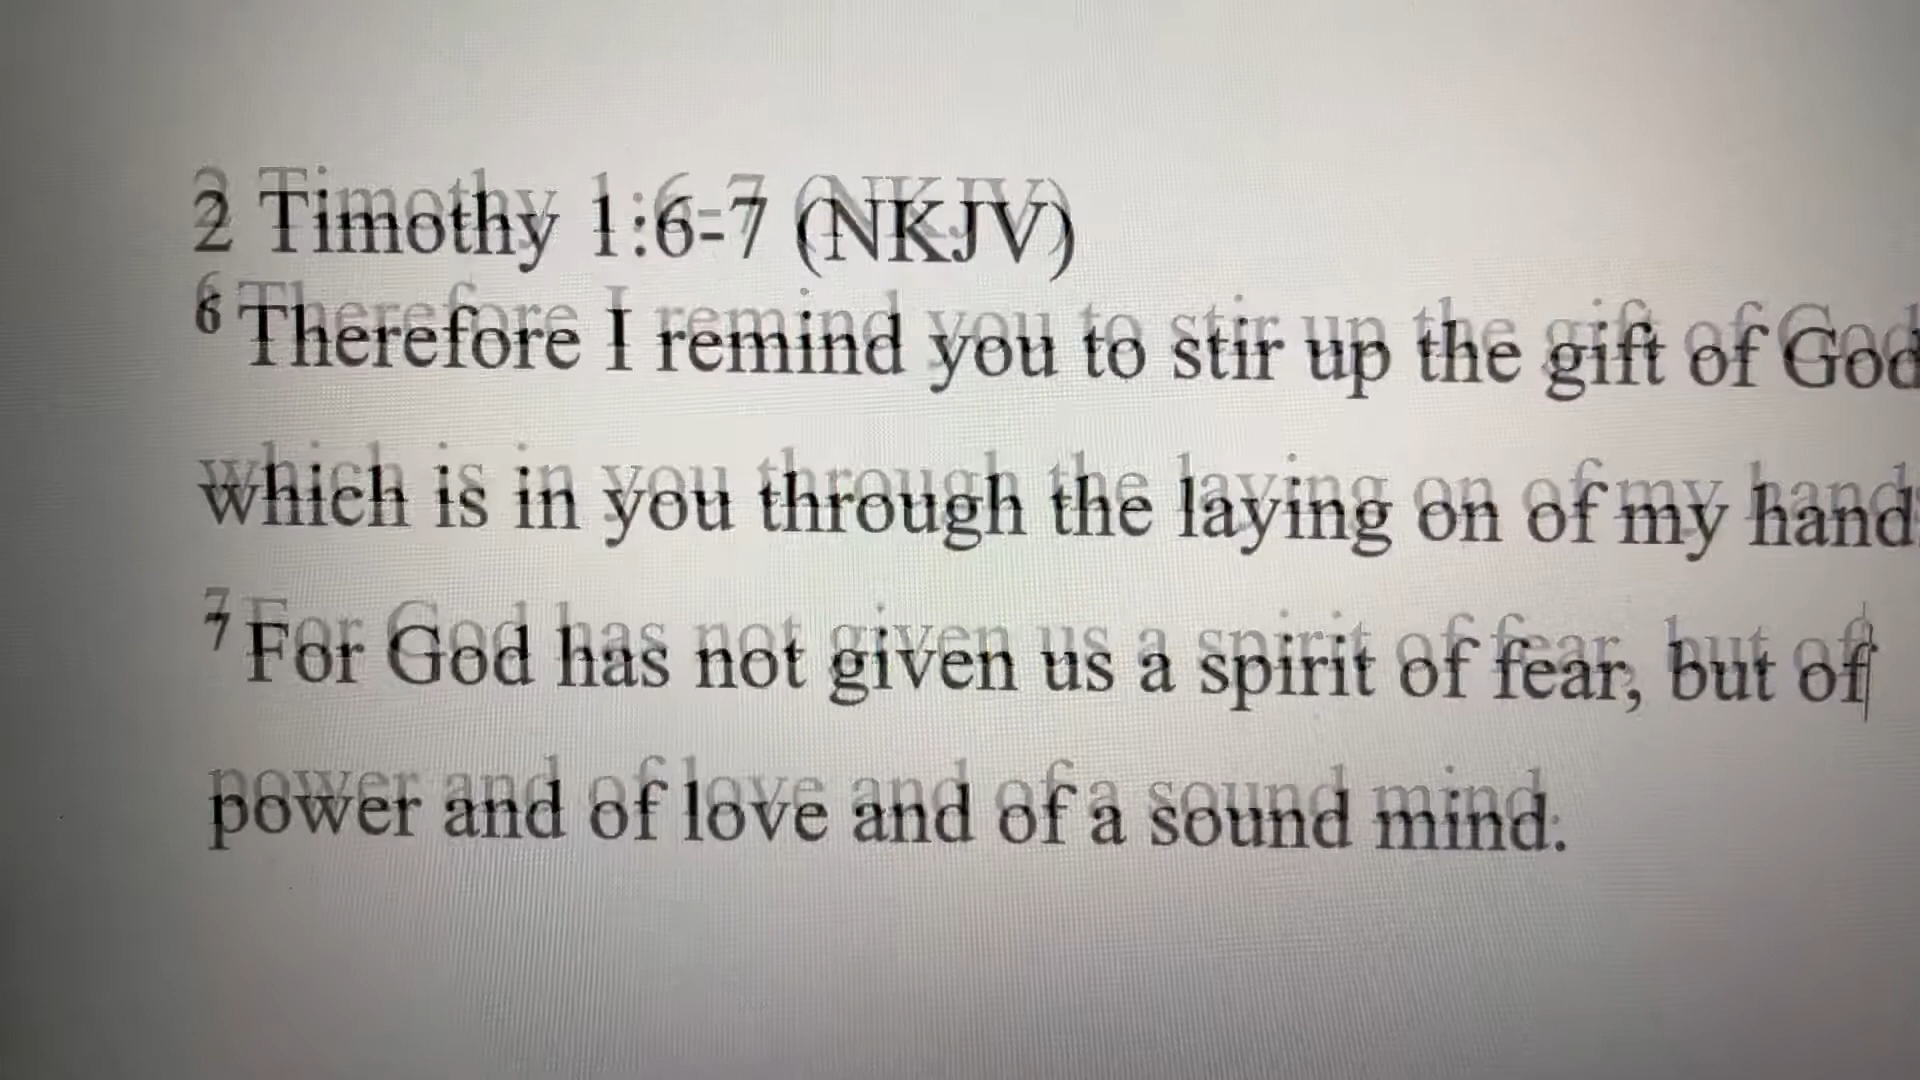 2 Timothy 1:6-7 (NKJV)
6 Therefore I remind you to stir up the gift of God
which is in you through the laying on of my hand
7 For God has not given us a spirit of fear, but of
power and of love and of a sound mind.